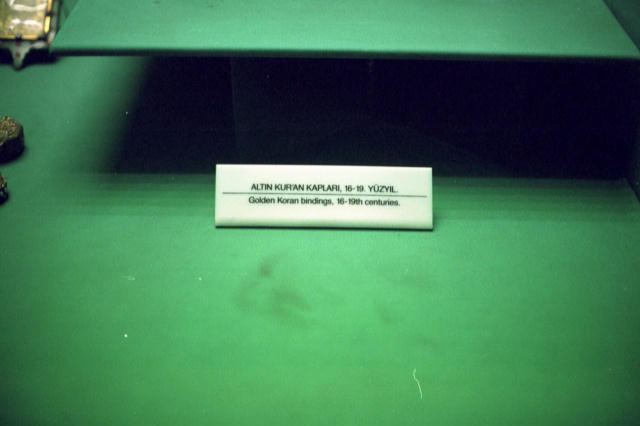 ALTIN KUR'AN KAPLARI, 16-19. YÜZYIL.
Golden Koran bindings, 16-19th centuries.